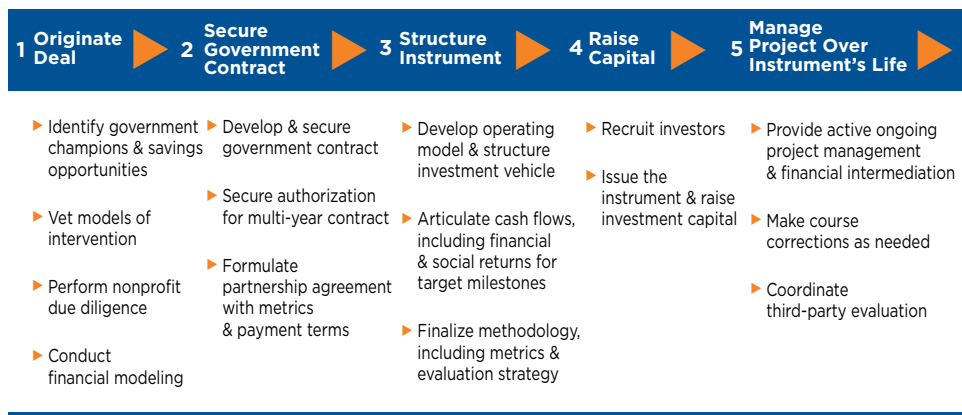 1 Originate
Deal
2 Secure
Government
Contract
3 Structure
Instrument
4 Raise
Capital
5 Manage
Project Over
Instrument's Life
Identify government
champions & savings
opportunities
Vet models of
intervention
Perform nonprofit
due diligence
Conduct
financial modeling
Develop & secure
government contract
Secure authorization
for multi-year contract
Formulate
partnership agreement
with metrics
& payment terms
Develop operating
model & structure
investment vehicle
Articulate cash flows,
including financial
& social returns for
target milestones
Finalize methodology,
including metrics &
evaluation strategy
Recruit investors
Issue the
instrument & raise
investment capital
Provide active ongoing
project management
& financial intermediation
Make course
corrections as needed
Coordinate
third-party evaluation